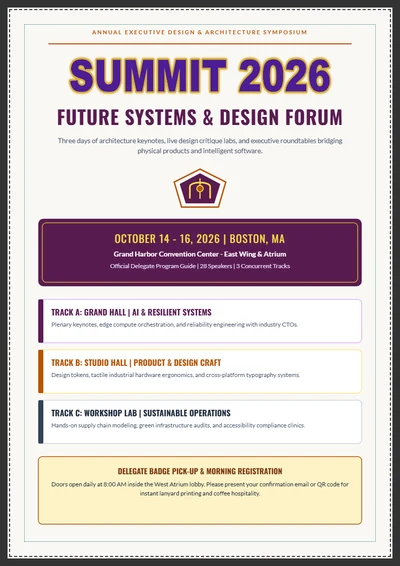 ANNUAL EXECUTIVE DESIGN & ARCHITECTURE SYMPOSIUM
SUMMIT 2026
FUTURE SYSTEMS & DESIGN FORUM
Three days of architecture keynotes, live design critique labs, and executive roundtables bridging
physical products and intelligent software.
OCTOBER 14 - 16, 2026 | BOSTON, MA
Grand Harbor Convention Center - East Wing & Atrium
Official Delegate Program Guide | 28 Speakers | 3 Concurrent Tracks
TRACK A: GRAND HALL | AI & RESILIENT SYSTEMS
Plenary keynotes, edge compute orchestration, and reliability engineering with industry CTOs.
TRACK B: STUDIO HALL | PRODUCT & DESIGN CRAFT
Design tokens, tactile industrial hardware ergonomics, and cross-platform typography systems.
TRACK C: WORKSHOP LAB | SUSTAINABLE OPERATIONS
Hands-on supply chain modeling, green infrastructure audits, and accessibility compliance clinics.
DELEGATE BADGE PICK-UP & MORNING REGISTRATION
Doors open daily at 8:00 AM inside the West Atrium lobby. Please present your confirmation email or QR code for
instant lanyard printing and coffee hospitality.